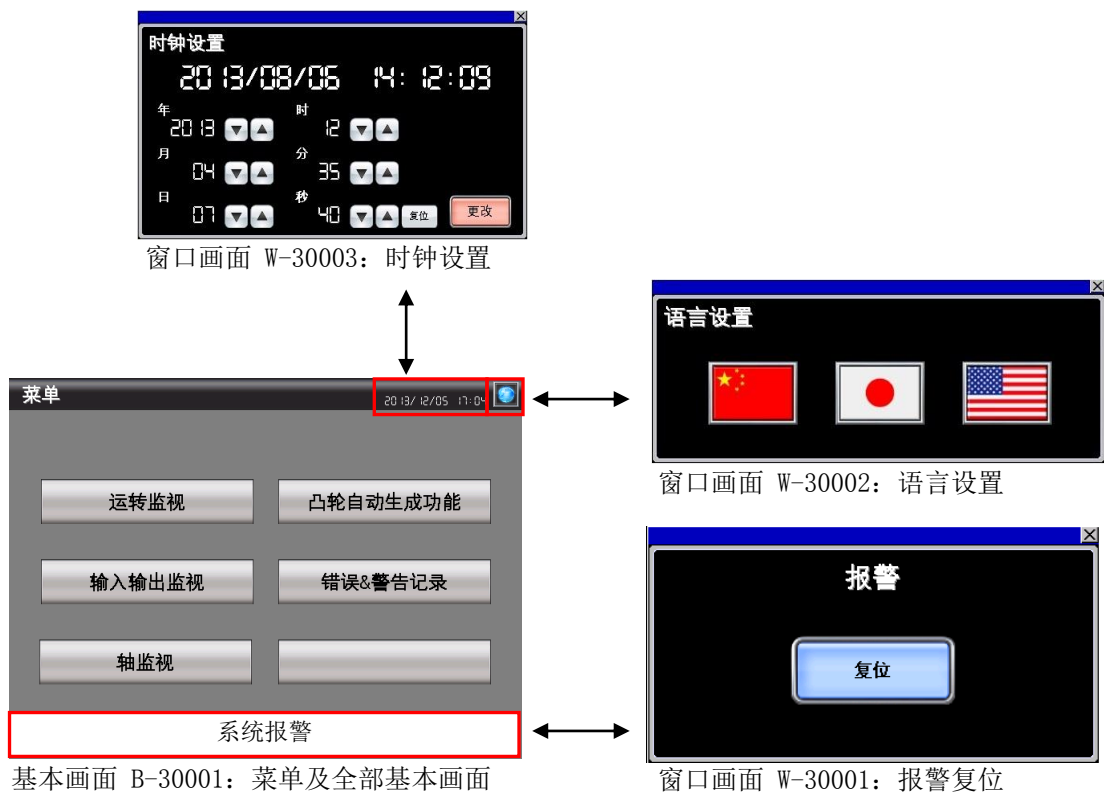 时钟设置
2013/08/06 14:12:09
年 时
2013 12
月 分
04 35
日 秒
07 40 复位 更改
窗口画面 W-30003：时钟设置
语言设置
窗口画面 W-30002：语言设置
菜单
2013/12/05 17:04
运转监视 凸轮自动生成功能
输入输出监视 错误&警告记录
轴监视
系统报警
基本画面 B-30001：菜单及全部基本画面
报警
复位
窗口画面 W-30001：报警复位